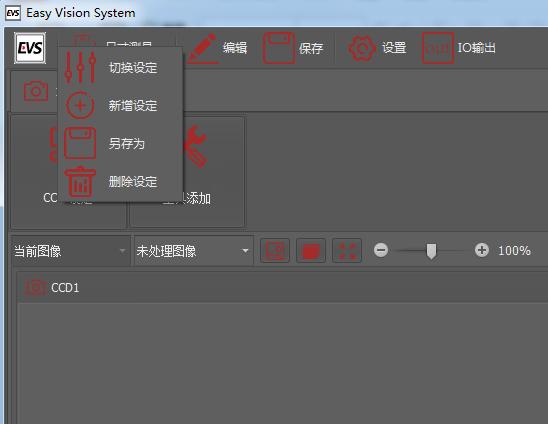 EVS Easy Vision System
EVS
编辑
保存
设置
OUT IO输出
切换设定
新增设定
另存为
删除设定
当前图像
未处理图像
100%
CCD1